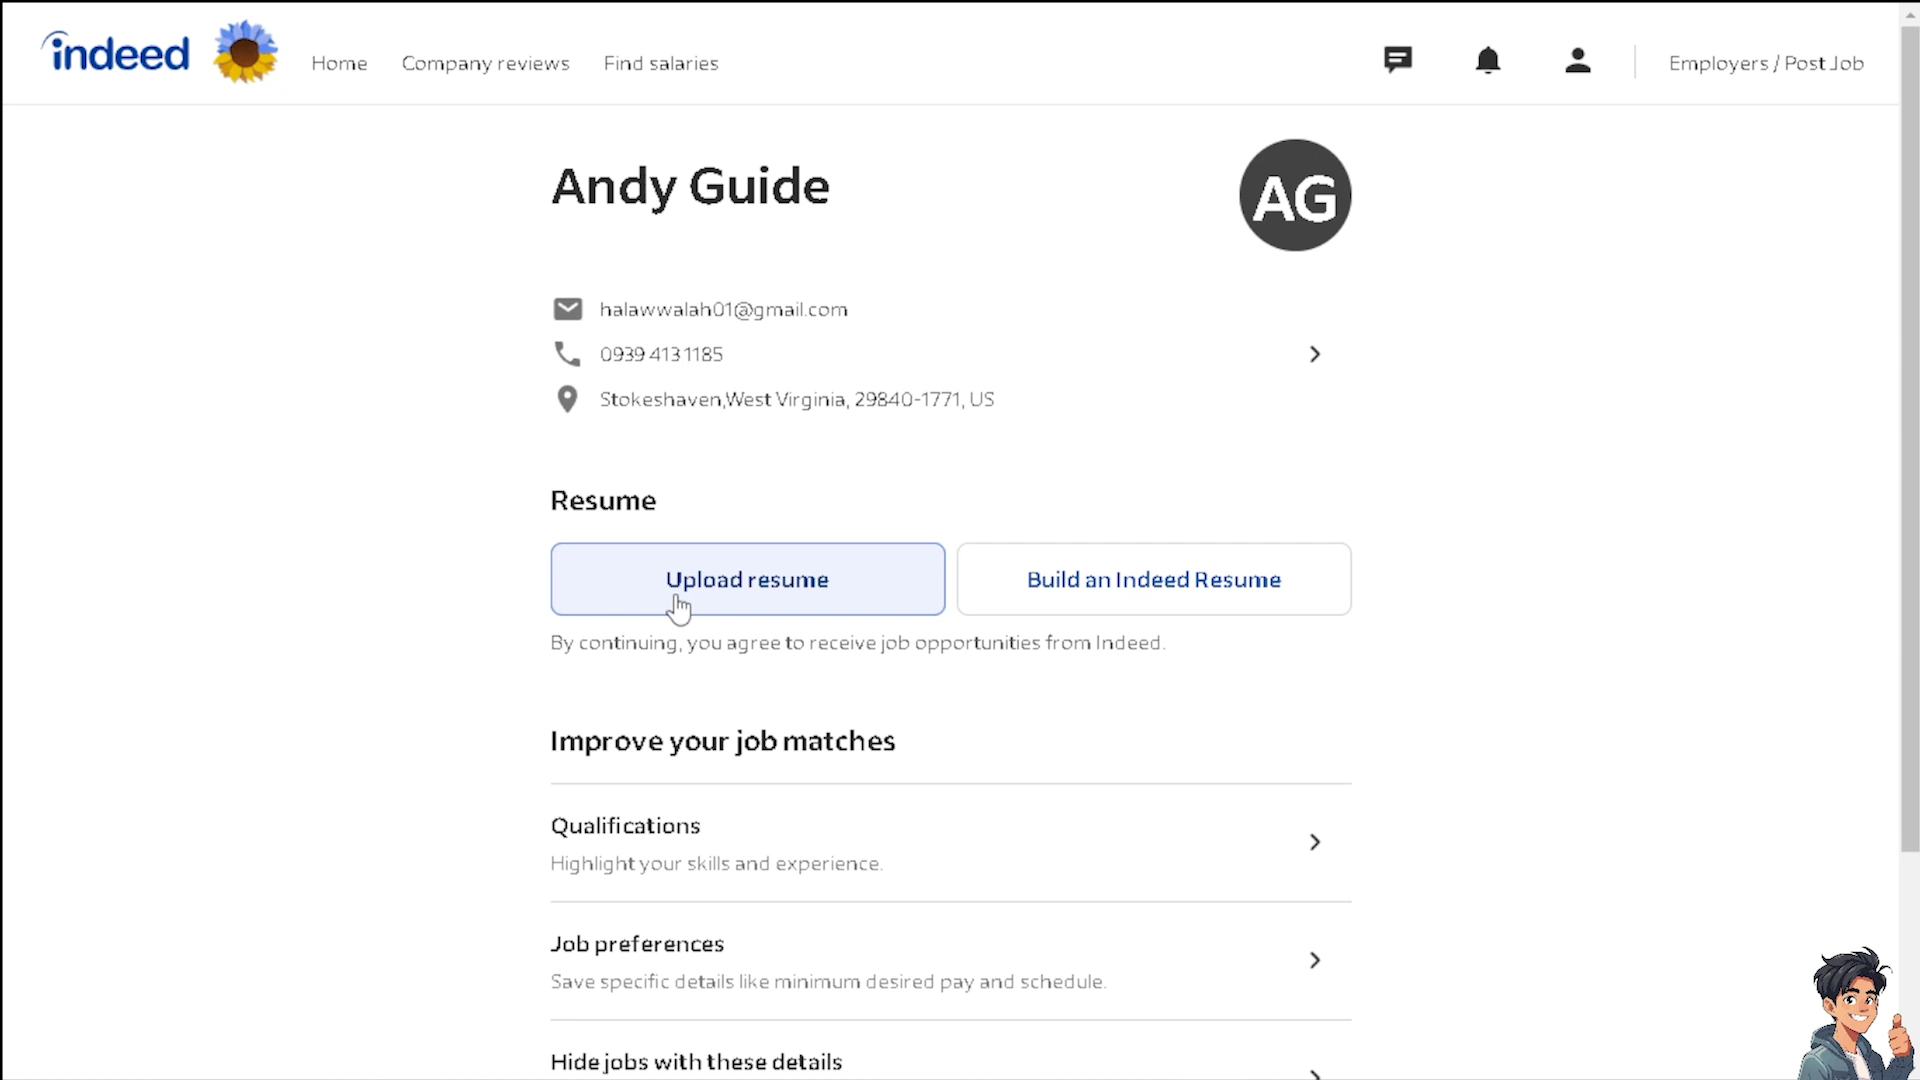 indeed
Home
Company reviews
Find salaries
Employers / Post Job
Andy Guide
AG
halawwalah01@gmail.com
0939 413 1185
Stokeshaven,West Virginia, 29840-1771, US
Resume
Upload resume
Build an Indeed Resume
By continuing, you agree to receive job opportunities from Indeed.
Improve your job matches
Qualifications
Highlight your skills and experience.
Job preferences
Save specific details like minimum desired pay and schedule.
Hide jobs with these details